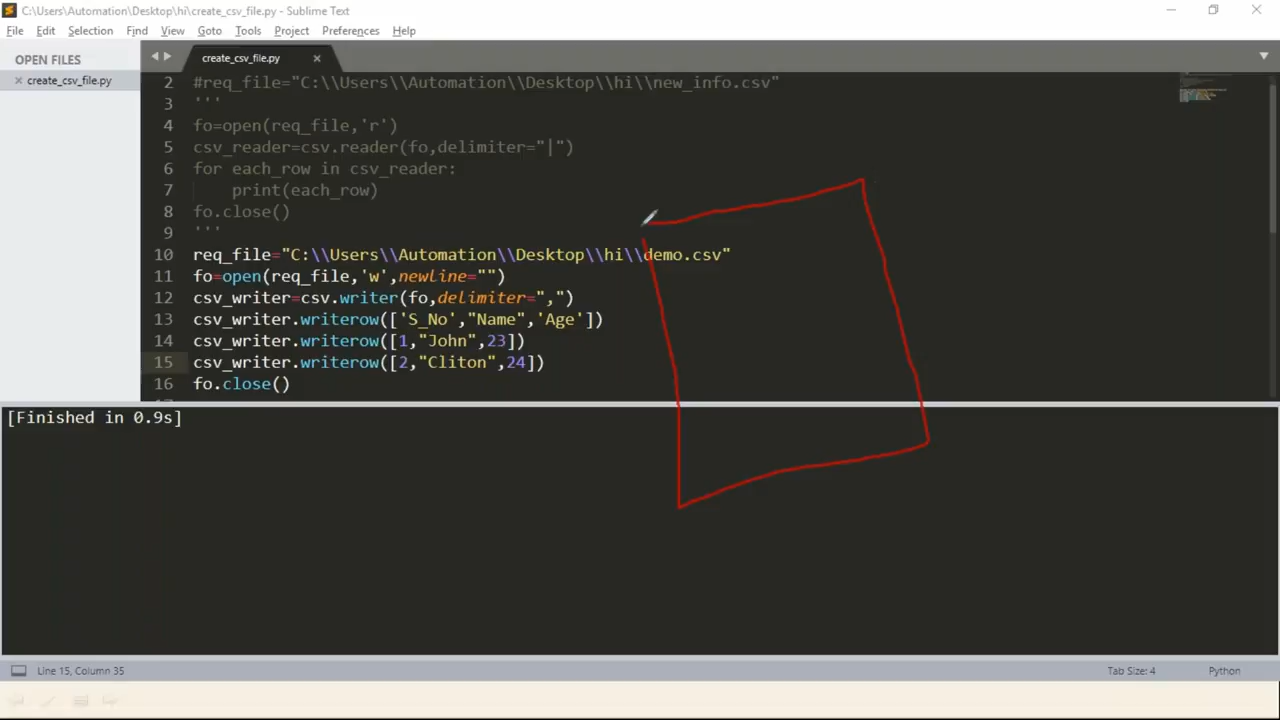 C:\Users\Automation\Desktop\hi\create_csv_file.py - Sublime Text
File Edit Selection Find View Goto Tools Project Preferences Help
OPEN FILES
create_csv_file.py
create_csv_file.py
2 #req_file="C:\\Users\\Automation\\Desktop\\hi\\new_info.csv"
3 '''
4 fo=open(req_file,'r')
5 csv_reader=csv.reader(fo,delimiter="|")
6 for each_row in csv_reader:
7 print(each_row)
8 fo.close()
9 '''
10 req_file="C:\\Users\\Automation\\Desktop\\hi\\demo.csv"
11 fo=open(req_file,'w',newline="")
12 csv_writer=csv.writer(fo,delimiter=",")
13 csv_writer.writerow(['S_No',"Name",'Age'])
14 csv_writer.writerow([1,"John",23])
15 csv_writer.writerow([2,"Cliton",24])
16 fo.close()
[Finished in 0.9s]
Line 15, Column 35 Tab Size: 4 Python